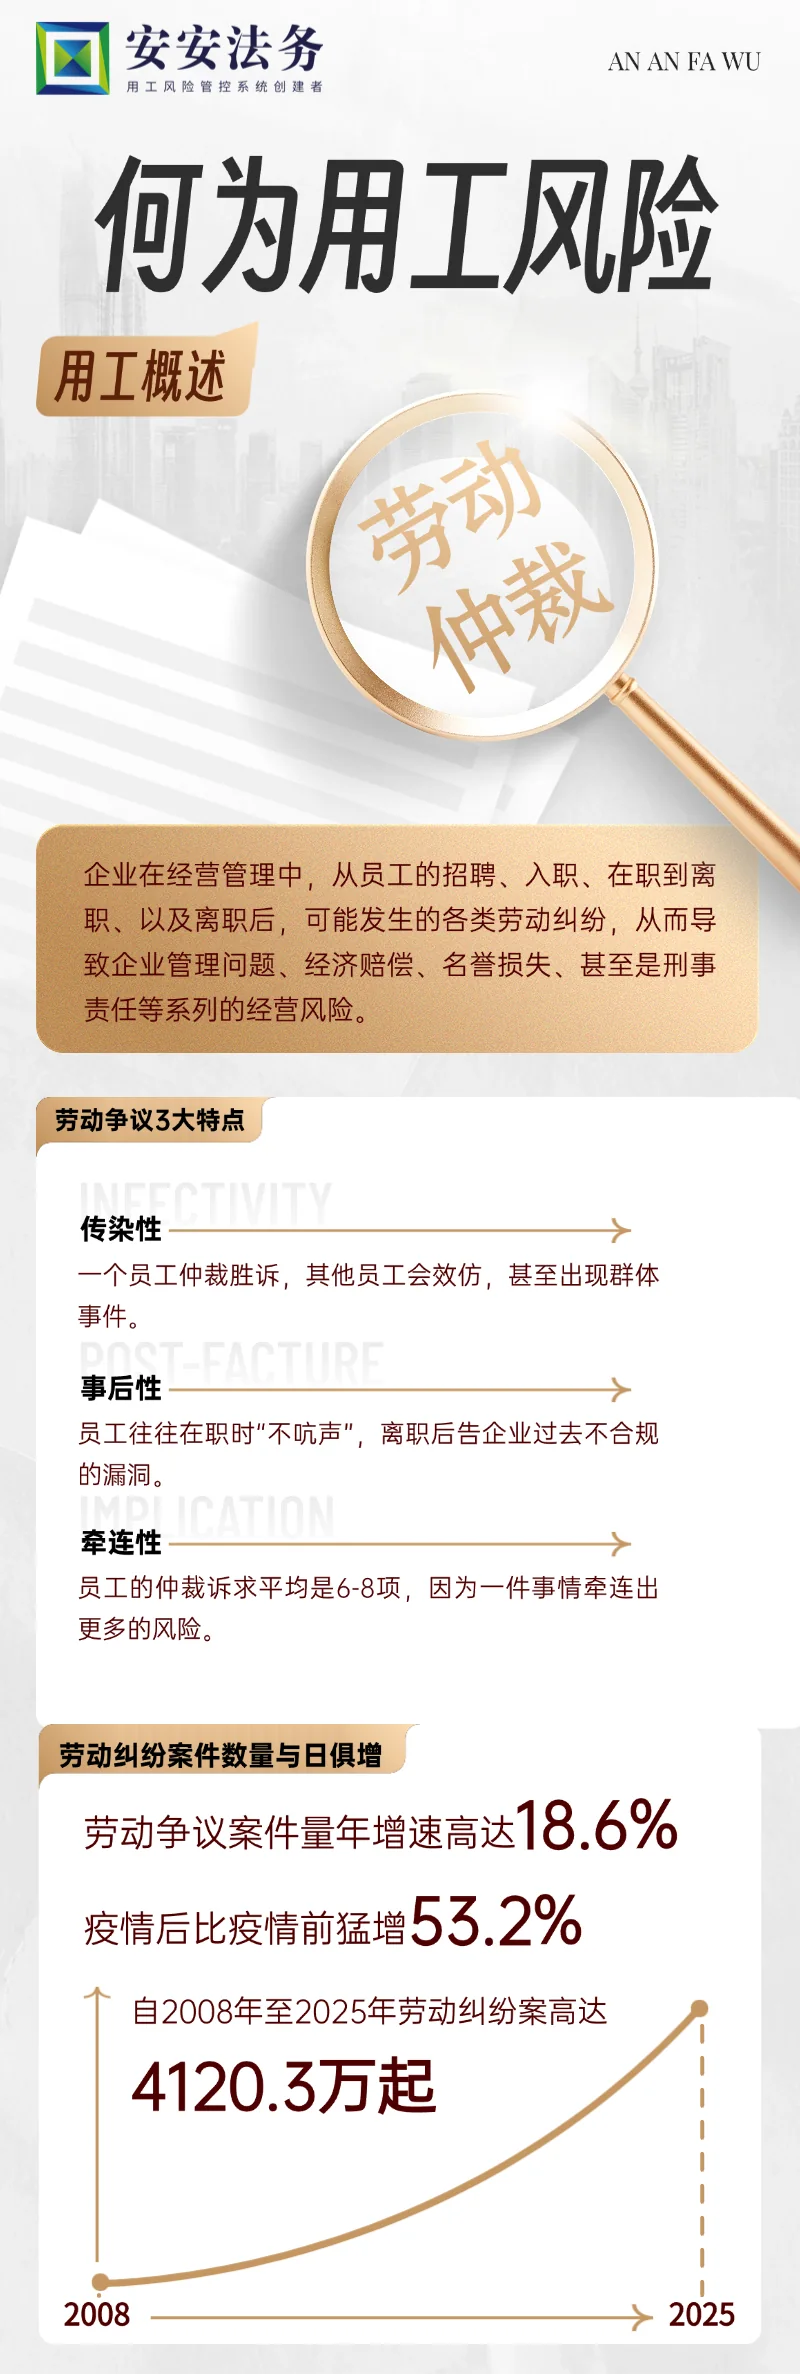 安安法务
用工风险管控系统创建者
AN AN FA WU
何为用工风险
用工概述
劳动
仲裁
企业在经营管理中，从员工的招聘、入职、在职到离
职、以及离职后，可能发生的各类劳动纠纷，从而导
致企业管理问题、经济赔偿、名誉损失、甚至是刑事
责任等系列的经营风险。
劳动争议3大特点
INFECTIVITY
传染性
一个员工仲裁胜诉，其他员工会效仿，甚至出现群体
事件。
POST-FACTURE
事后性
员工往往在职时“不吭声”，离职后告企业过去不合规
的漏洞。
IMPLICATION
牵连性
员工的仲裁诉求平均是6-8项，因为一件事情牵连出
更多的风险。
劳动纠纷案件数量与日俱增
劳动争议案件量年增速高达18.6%
疫情后比疫情前猛增53.2%
自2008年至2025年劳动纠纷案高达
4120.3万起
2008
2025